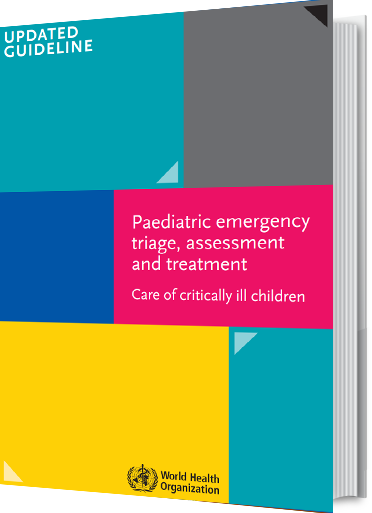 UPDATED
GUIDELINE
Paediatric emergency
triage, assessment
and treatment
Care of critically ill children
World Health
Organization